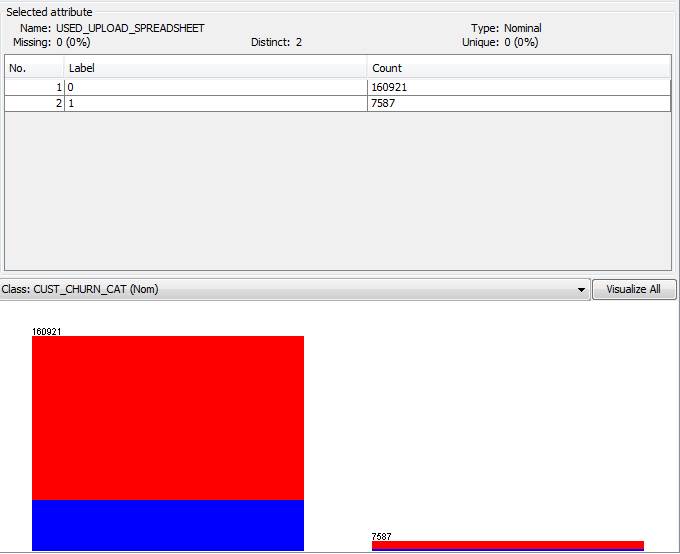 Selected attribute
Name: USED_UPLOAD_SPREADSHEET Type: Nominal
Missing: 0 (0%) Distinct: 2 Unique: 0 (0%)
No. Label Count
1 0 160921
2 1 7587
Class: CUST_CHURN_CAT (Nom) Visualize All
160921
7587